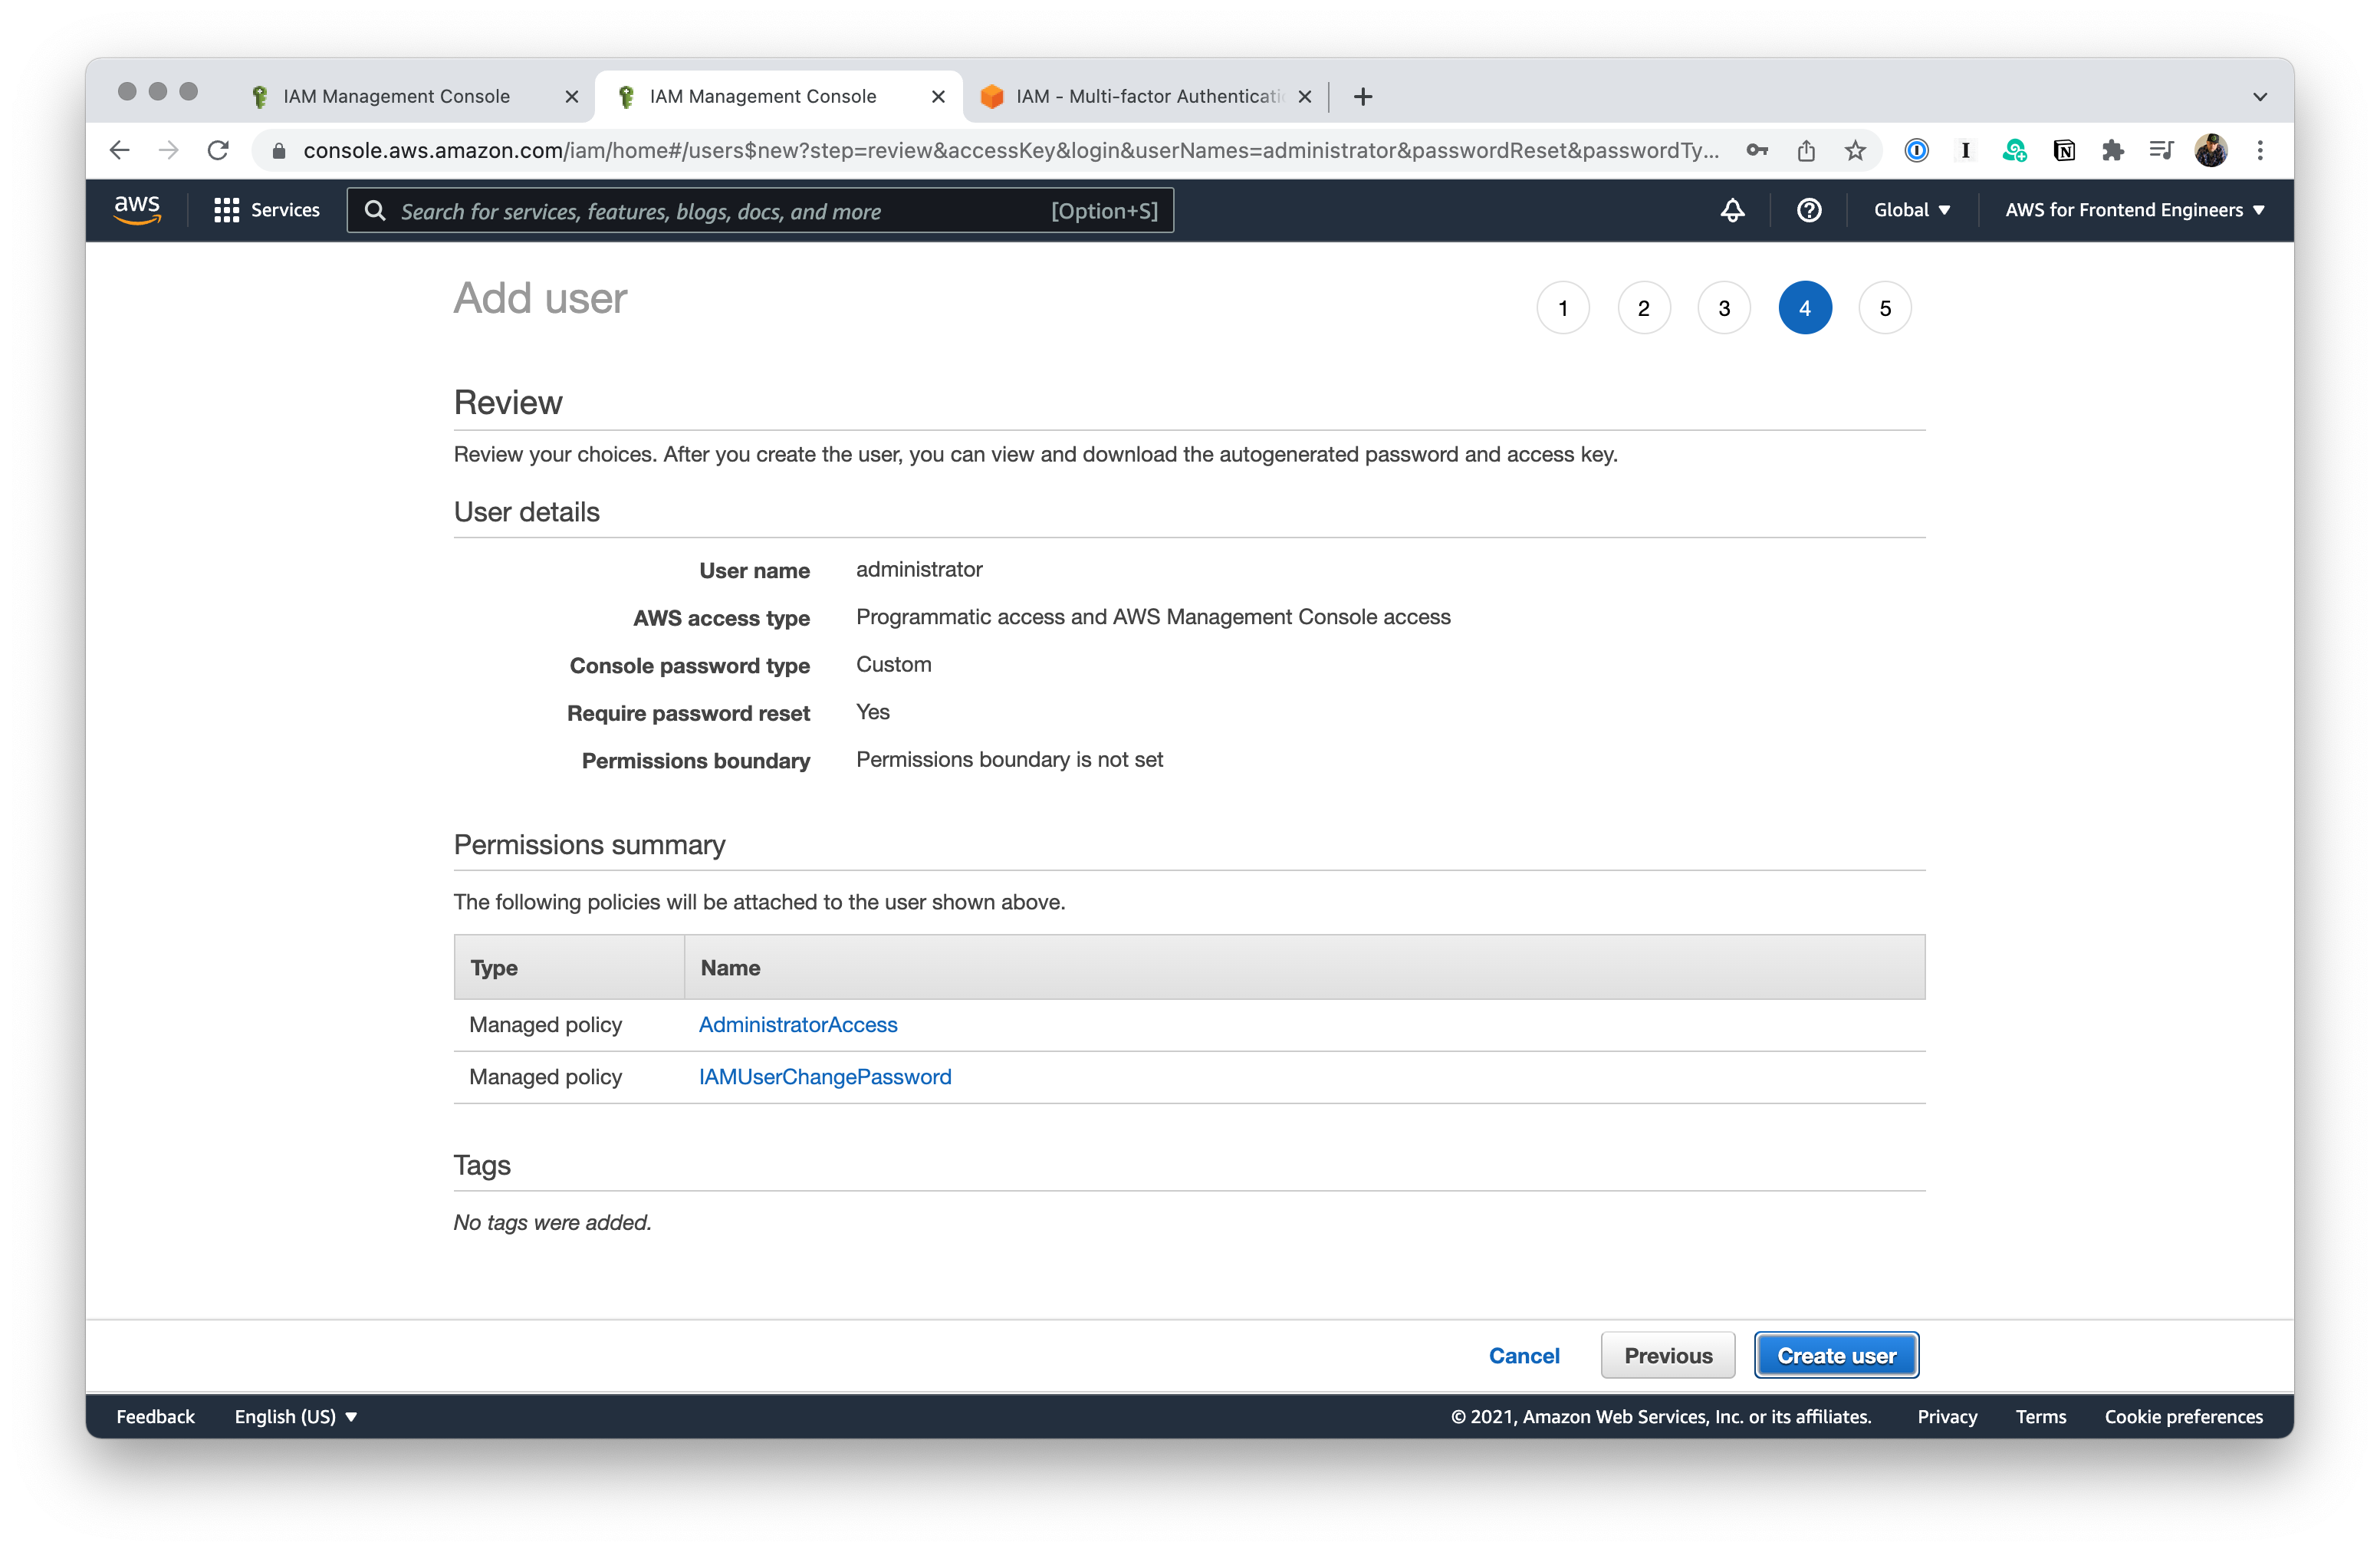 IAM Management Console
IAM Management Console
IAM - Multi-factor Authenticati
console.aws.amazon.com/iam/home#/users$new?step=review&accessKey&login&userNames=administrator&passwordReset&passwordTy...
aws
Services
Search for services, features, blogs, docs, and more
[Option+S]
Global ▼
AWS for Frontend Engineers ▼
Add user
1
2
3
4
5
Review
Review your choices. After you create the user, you can view and download the autogenerated password and access key.
User details
User name administrator
AWS access type Programmatic access and AWS Management Console access
Console password type Custom
Require password reset Yes
Permissions boundary Permissions boundary is not set
Permissions summary
The following policies will be attached to the user shown above.
Type Name
Managed policy AdministratorAccess
Managed policy IAMUserChangePassword
Tags
No tags were added.
Cancel
Previous
Create user
Feedback
English (US) ▼
© 2021, Amazon Web Services, Inc. or its affiliates.
Privacy
Terms
Cookie preferences